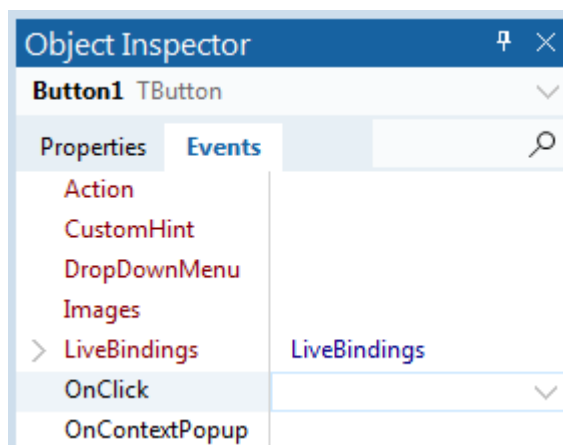 Object Inspector
Button1 TButton
Properties Events
Action
CustomHint
DropDownMenu
Images
LiveBindings LiveBindings
OnClick
OnContextPopup